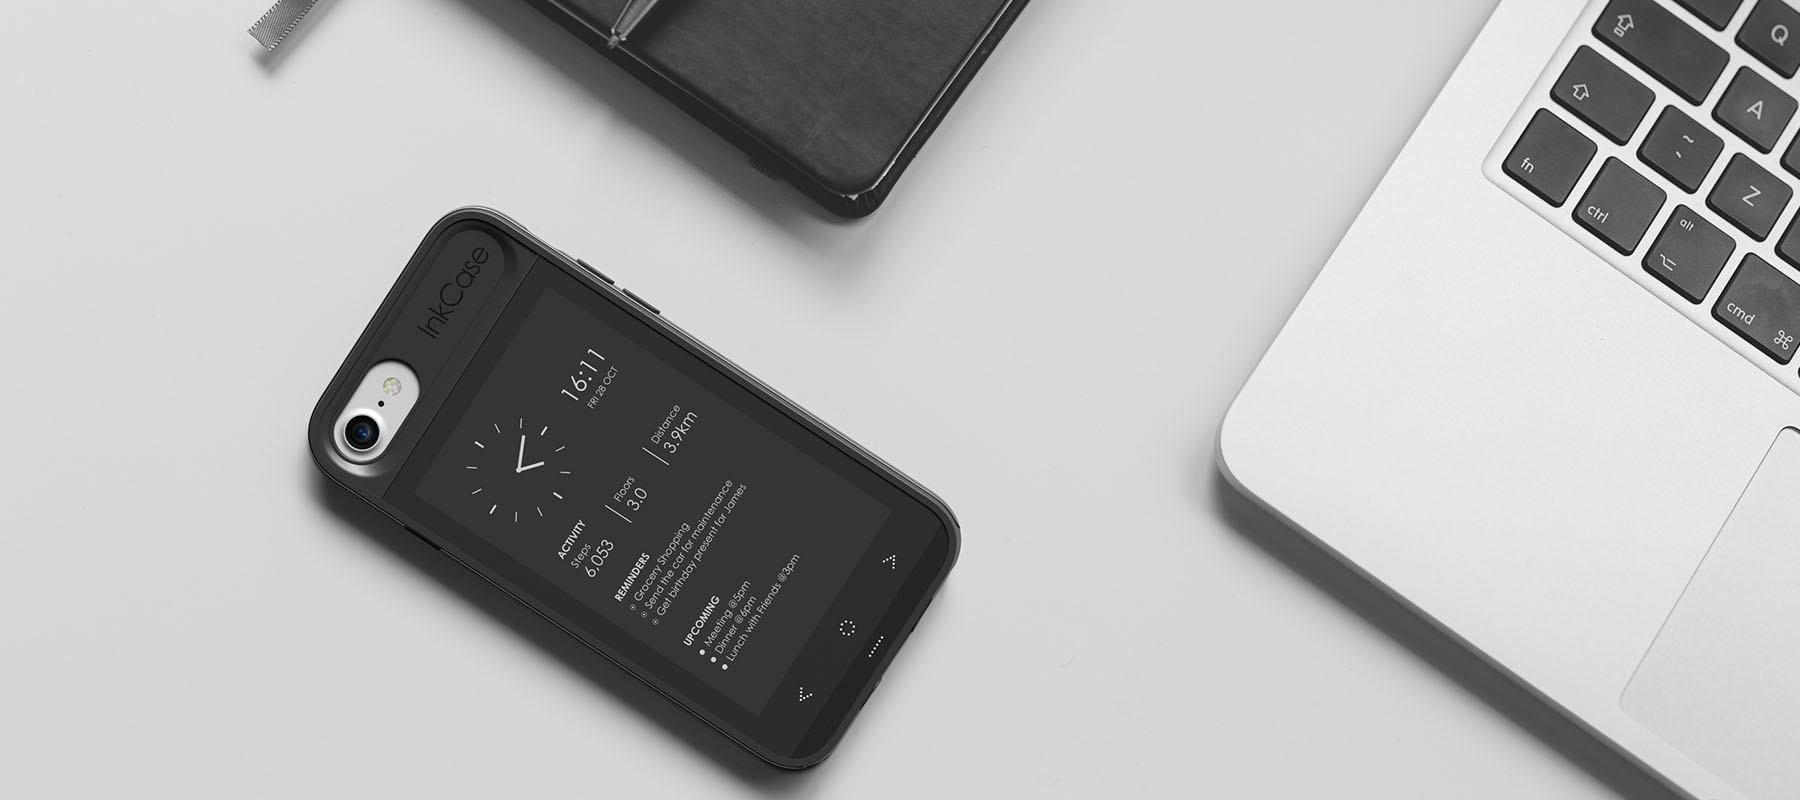 InkCase
16:11
FRI 28 OCT
ACTIVITY
Steps
6,053
Floors
3.0
Distance
3.9km
REMINDERS
Grocery Shopping
Send the car for maintenance
Get birthday present for James
UPCOMING
Meeting @5pm
Dinner @6pm
Lunch with Friends @3pm
Q
A
~
fn
Z
ctrl
alt
cmd
⌘